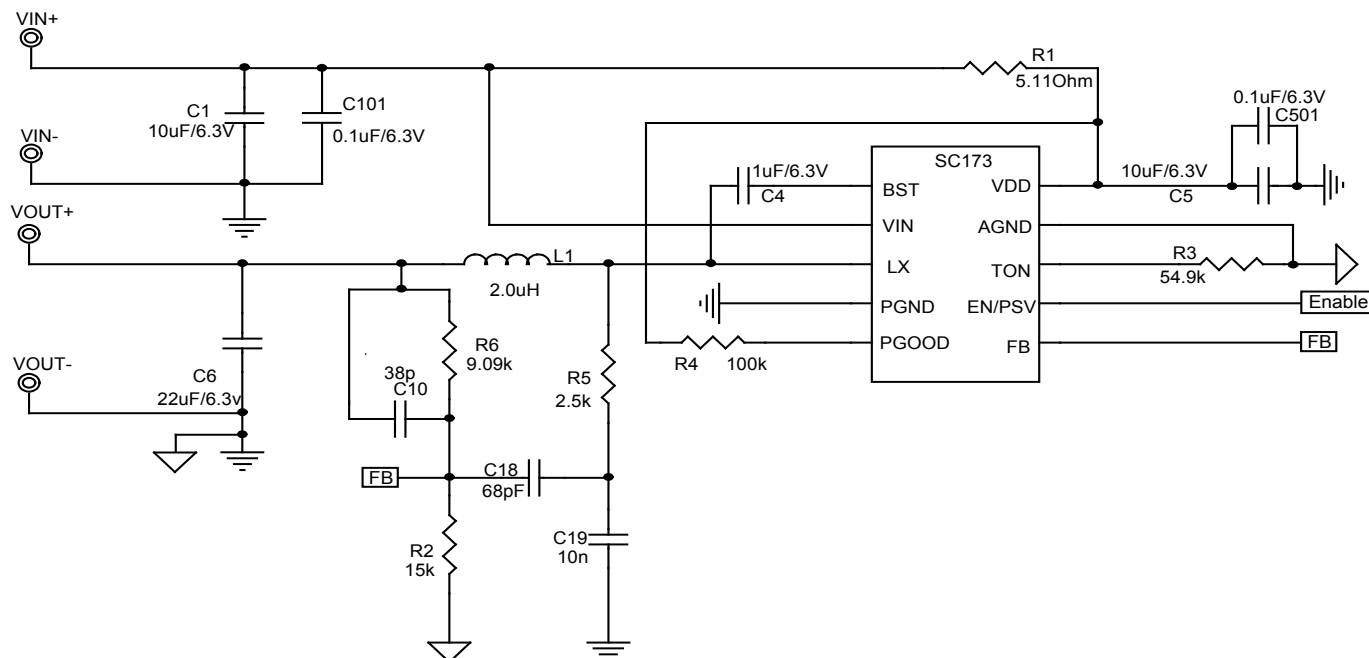 VIN+
R1
5.11Ohm
C1
10uF/6.3V
C101
0.1uF/6.3V
0.1uF/6.3V
C501
VIN-
SC173
1uF/6.3V
C4
BST
VDD
10uF/6.3V
C5
VOUT+
VIN
AGND
L1
2.0uH
LX
TON
R3
54.9k
PGND
EN/PSV
Enable
R6
9.09k
R4
100k
PGOOD
FB
FB
VOUT-
C6
22uF/6.3v
38p
C10
R5
2.5k
FB
C18
68pF
R2
15k
C19
10n